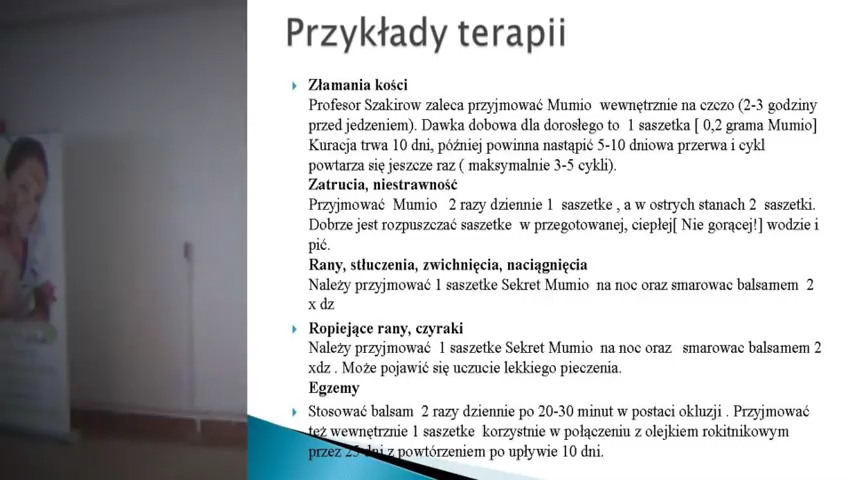 Przykłady terapii
Złamania kości
Profesor Szakirow zaleca przyjmować Mumio wewnętrznie na czczo (2-3 godziny
przed jedzeniem). Dawka dobowa dla dorosłego to 1 saszetka [ 0,2 grama Mumio]
Kuracja trwa 10 dni, później powinna nastąpić 5-10 dniowa przerwa i cykl
powtarza się jeszcze raz ( maksymalnie 3-5 cykli).
Zatrucia, niestrawność
Przyjmować Mumio 2 razy dziennie 1 saszetke , a w ostrych stanach 2 saszetki.
Dobrze jest rozpuszczać saszetke w przegotowanej, ciepłej[ Nie gorącej!] wodzie i
pić.
Rany, stłuczenia, zwichnięcia, naciągnięcia
Należy przyjmować 1 saszetke Sekret Mumio na noc oraz smarowac balsamem 2
x dz
Ropiejące rany, czyraki
Należy przyjmować 1 saszetke Sekret Mumio na noc oraz smarowac balsamem 2
xdz . Może pojawić się uczucie lekkiego pieczenia.
Egzemy
Stosować balsam 2 razy dziennie po 20-30 minut w postaci okluzji . Przyjmować
też wewnętrznie 1 saszetke korzystnie w połączeniu z olejkiem rokitnikowym
przez 25 dni z powtórzeniem po upływie 10 dni.